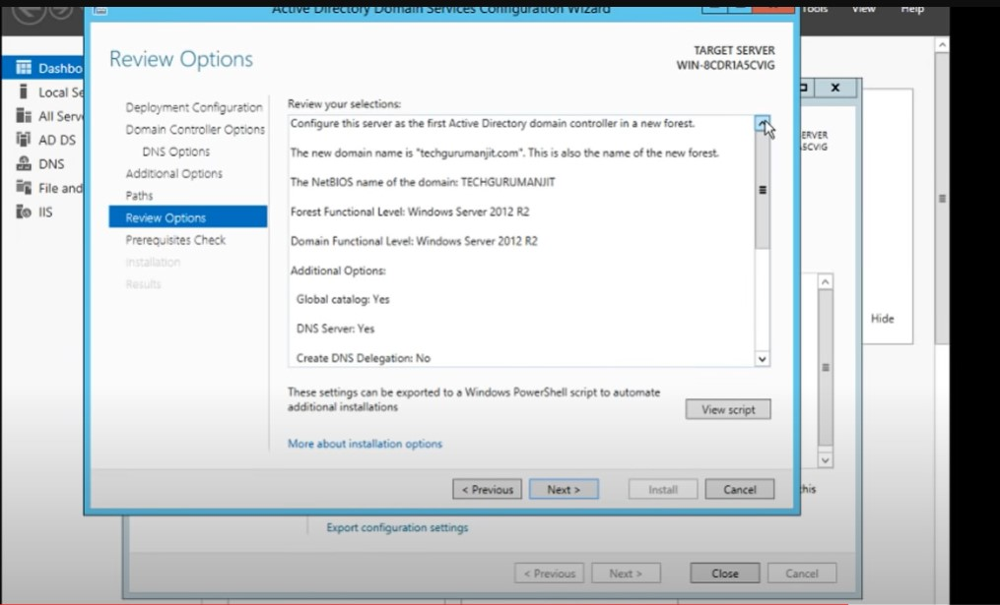 Active Directory Domain Services Configuration Wizard
Tools View Help
Review Options
TARGET SERVER
WIN-8CDR1A5CVIG
Dashbo
Local Se
All Serv
AD DS
DNS
File and
IIS
Deployment Configuration
Domain Controller Options
DNS Options
Additional Options
Paths
Review Options
Prerequisites Check
Installation
Results
Review your selections:
Configure this server as the first Active Directory domain controller in a new forest.
The new domain name is "techgurumanjit.com". This is also the name of the new forest.
The NetBIOS name of the domain: TECHGURUMANJIT
Forest Functional Level: Windows Server 2012 R2
Domain Functional Level: Windows Server 2012 R2
Additional Options:
Global catalog: Yes
DNS Server: Yes
Create DNS Delegation: No
These settings can be exported to a Windows PowerShell script to automate
additional installations
View script
More about installation options
< Previous Next > Install Cancel
ERVER
5CVIG
Hide
this
Export configuration settings
< Previous Next > Close Cancel